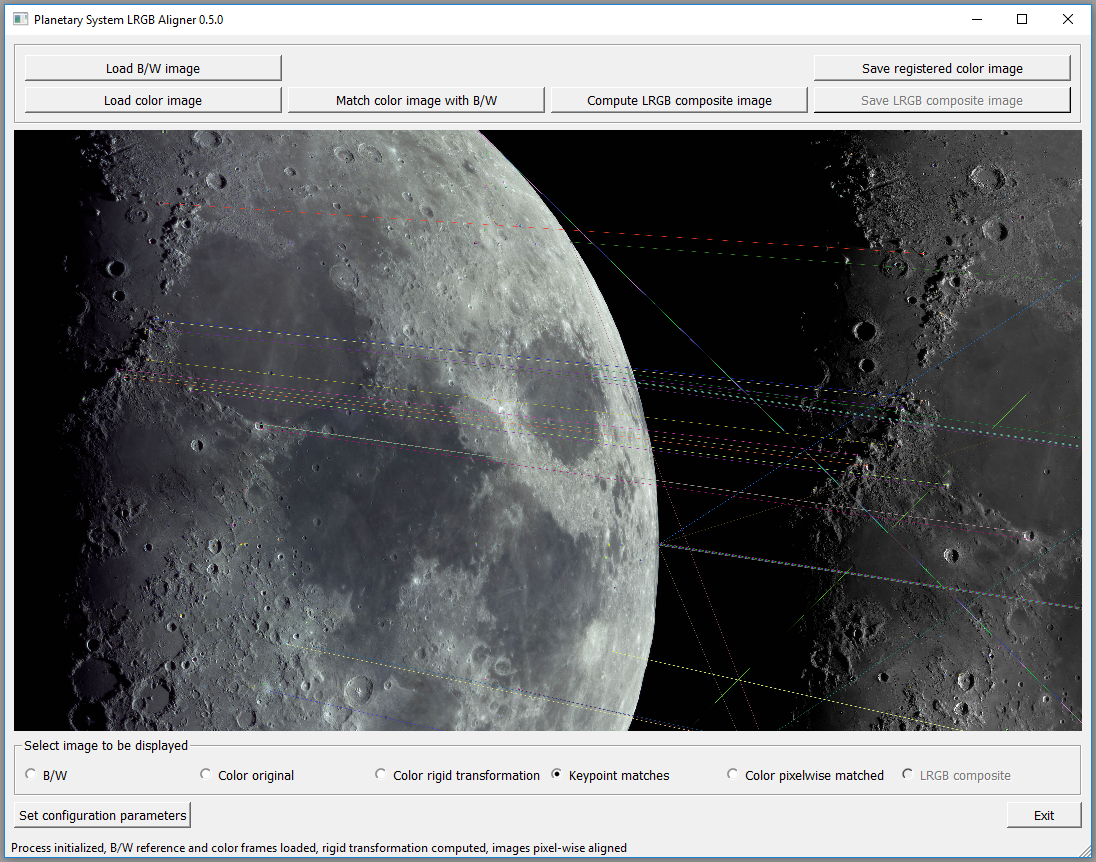 Planetary System LRGB Aligner 0.5.0
Load B/W image
Save registered color image
Load color image
Match color image with B/W
Compute LRGB composite image
Save LRGB composite image
Select image to be displayed
B/W
Color original
Color rigid transformation
Keypoint matches
Color pixelwise matched
LRGB composite
Set configuration parameters
Exit
Process initialized, B/W reference and color frames loaded, rigid transformation computed, images pixel-wise aligned